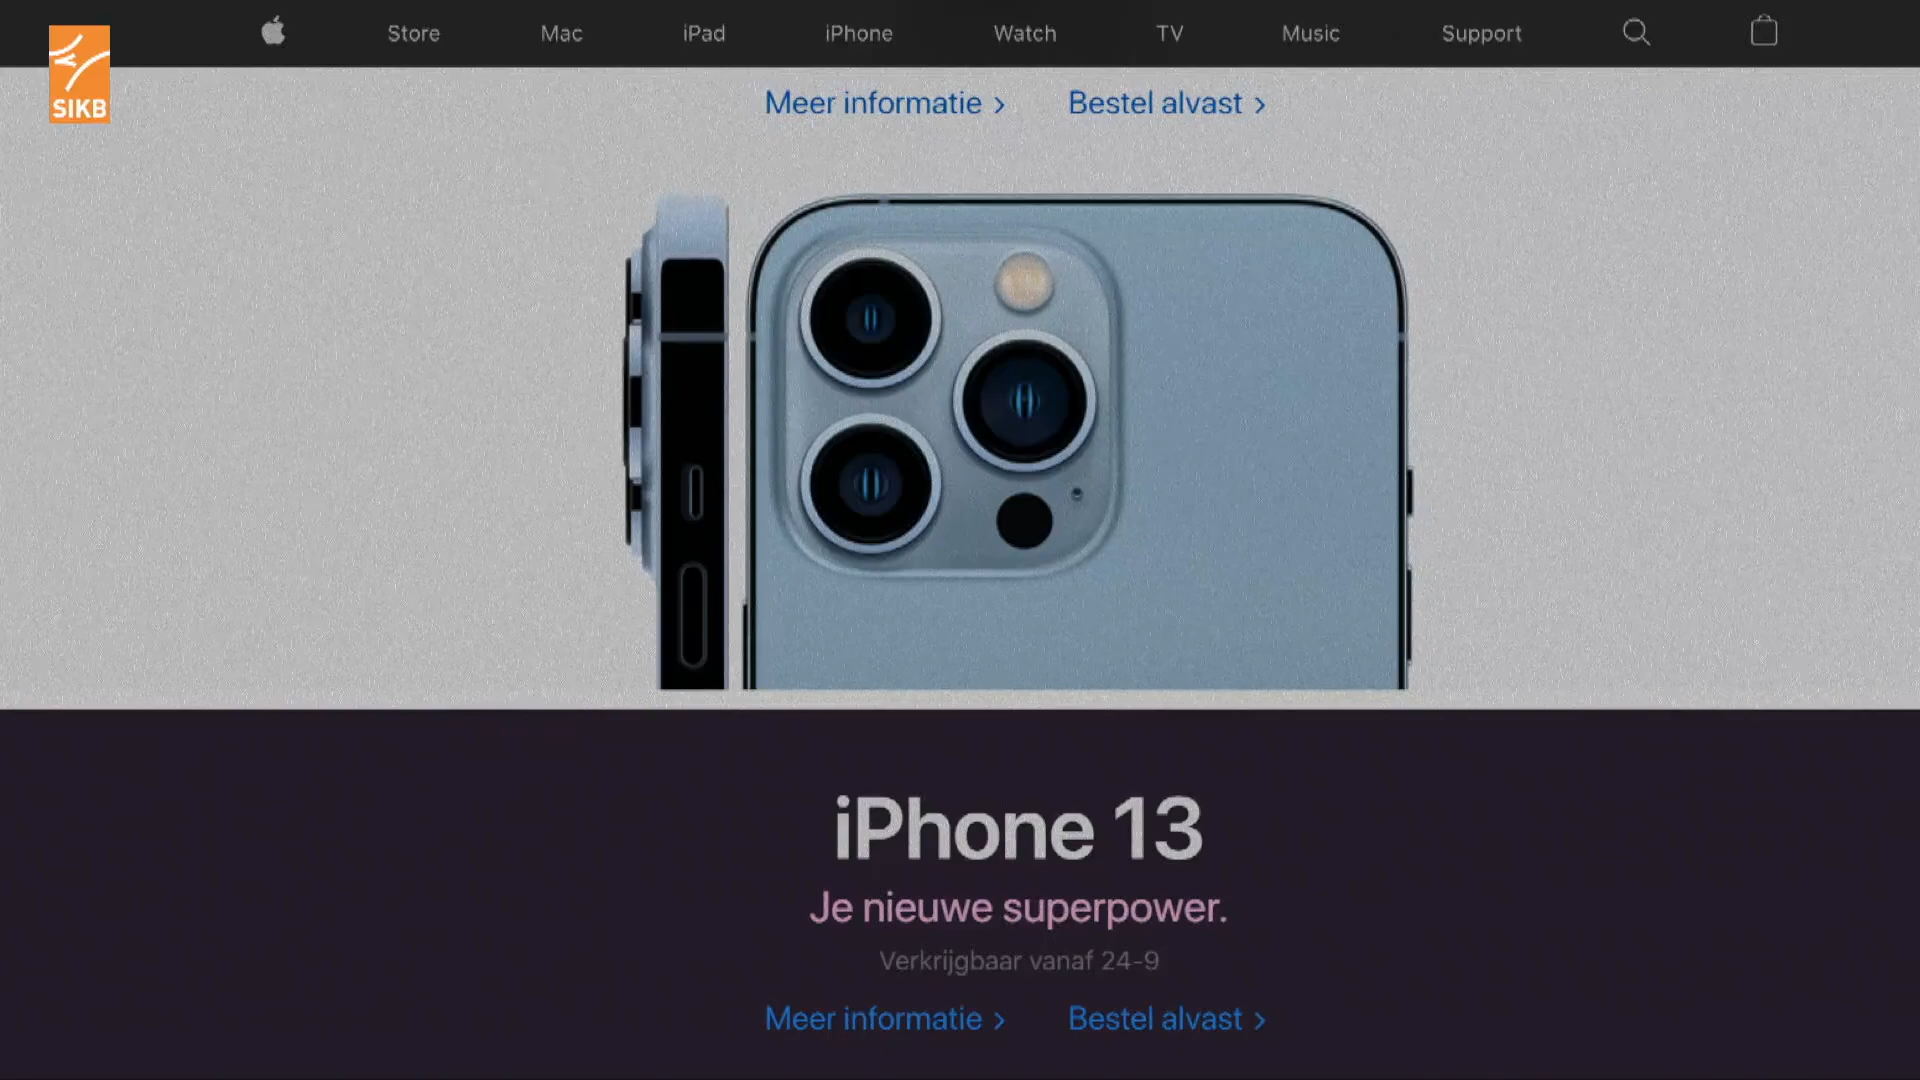 Store Mac iPad iPhone Watch TV Music Support
SIKB
Meer informatie > Bestel alvast >
iPhone 13
Je nieuwe superpower.
Verkrijgbaar vanaf 24-9
Meer informatie > Bestel alvast >